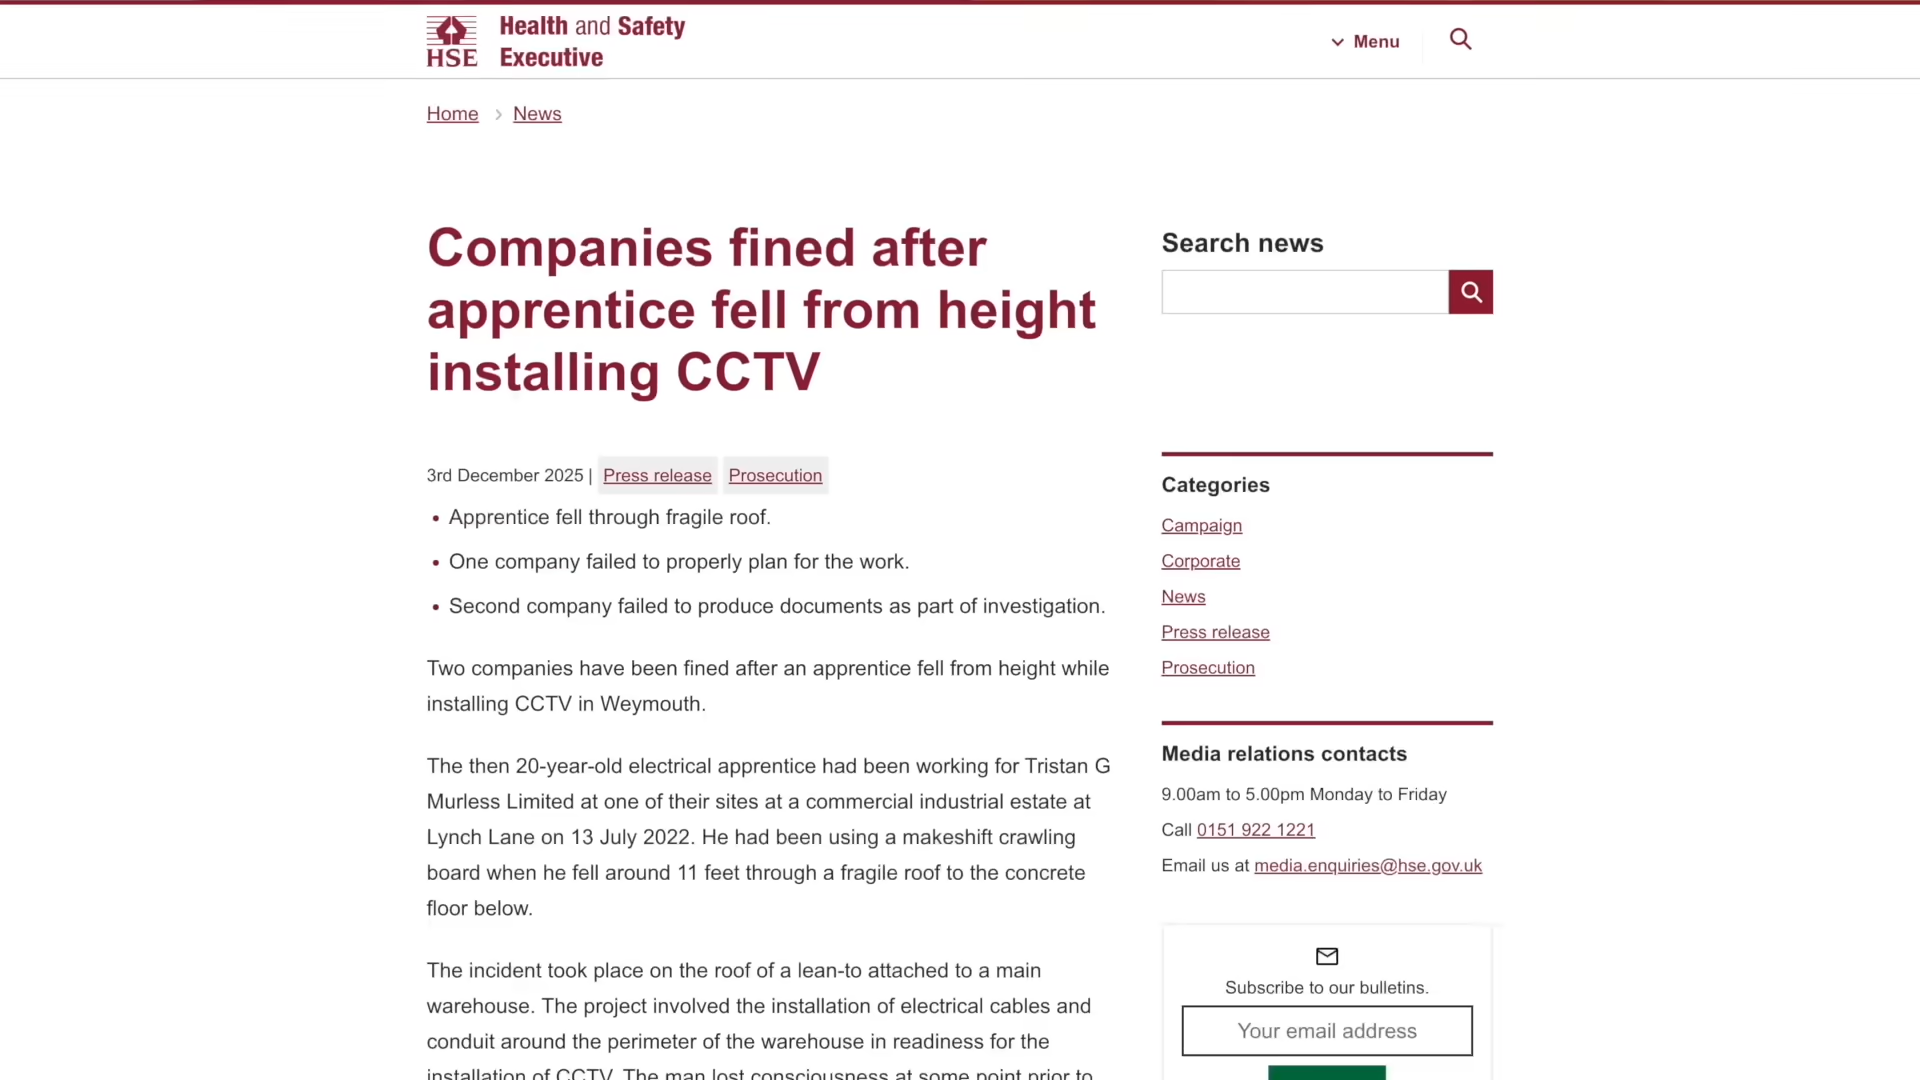 HSE
Health and Safety
Executive
Menu
Home > News
Companies fined after
apprentice fell from height
installing CCTV
3rd December 2025 | Press release Prosecution
• Apprentice fell through fragile roof.
• One company failed to properly plan for the work.
• Second company failed to produce documents as part of investigation.
Two companies have been fined after an apprentice fell from height while
installing CCTV in Weymouth.
The then 20-year-old electrical apprentice had been working for Tristan G
Murless Limited at one of their sites at a commercial industrial estate at
Lynch Lane on 13 July 2022. He had been using a makeshift crawling
board when he fell around 11 feet through a fragile roof to the concrete
floor below.
The incident took place on the roof of a lean-to attached to a main
warehouse. The project involved the installation of electrical cables and
conduit around the perimeter of the warehouse in readiness for the
installation of CCTV. The man lost consciousness at some point prior to
Search news
Categories
Campaign
Corporate
News
Press release
Prosecution
Media relations contacts
9.00am to 5.00pm Monday to Friday
Call 0151 922 1221
Email us at media.enquiries@hse.gov.uk
Subscribe to our bulletins.
Your email address